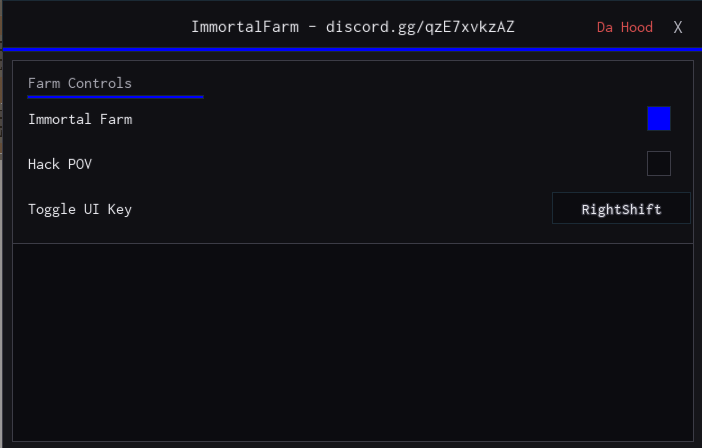 ImmortalFarm - discord.gg/qzE7xvkzAZ Da Hood X
Farm Controls
Immortal Farm
Hack POV
Toggle UI Key RightShift